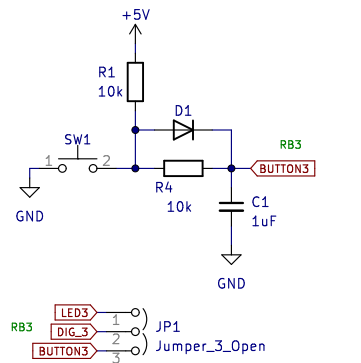 +5V
R1
10k
D1
SW1
1
2
RB3
BUTTON3
R4
10k
C1
1uF
GND
GND
LED3
1
JP1
RB3
DIG_3
2
BUTTON3
3
Jumper_3_Open